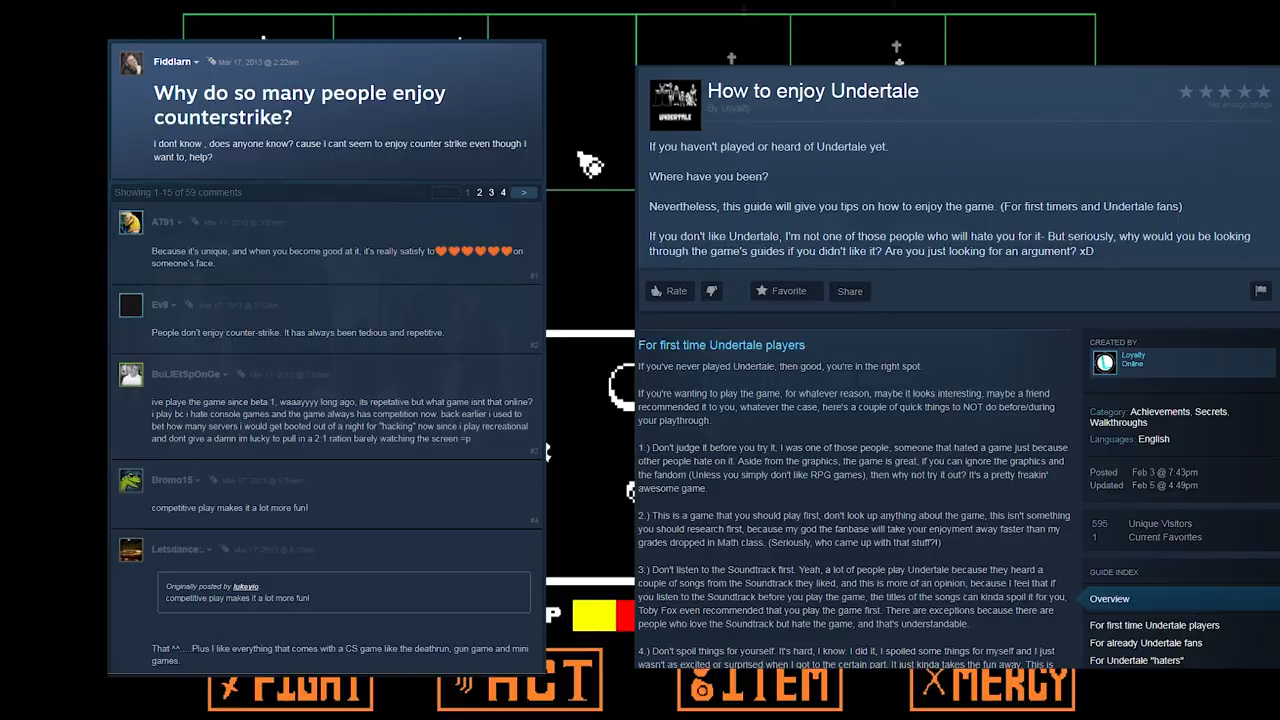 Fiddlarn
Mar 17, 2013 @ 2:22am
Why do so many people enjoy
counterstrike?
i dont know , does anyone know? cause i cant seem to enjoy counter strike even though i
want to, help?
Showing 1-15 of 59 comments
< 1 2 3 4 >
AT91
Mar 17, 2013 @ 3:01am
Because it's unique, and when you become good at it, it's really satisfy to🧡🧡🧡🧡🧡🧡on
someone's face.
#1
Ev8
People don't enjoy counter-strike. It has always been tedious and repetitive.
#2
BuLlEtSpOnGe
ive playe the game since beta 1, waaayyyy long ago, its repetative but what game isnt that online?
i play bc i hate console games and the game always has competition now. back earlier i used to
bet how many servers i would get booted out of a night for "hacking" now since i play recreational
and dont give a damn im lucky to pull in a 2:1 ration barely watching the screen =p
#3
Bromo15
competitive play makes it a lot more fun!
#4
Letsdance:.
Originally posted by lukevio:
competitive play makes it a lot more fun!
That ^^.....Plus I like everything that comes with a CS game like the deathrun, gun game and mini
games.
UNDERTALE
How to enjoy Undertale
By Loyalty
Not enough ratings
If you haven't played or heard of Undertale yet.
Where have you been?
Nevertheless, this guide will give you tips on how to enjoy the game. (For first timers and Undertale fans)
If you don't like Undertale, I'm not one of those people who will hate you for it- But seriously, why would you be looking
through the game's guides if you didn't like it? Are you just looking for an argument? xD
Rate
Favorite
Share
For first time Undertale players
If you've never played Undertale, then good, you're in the right spot.
If you're wanting to play the game, for whatever reason, maybe it looks interesting, maybe a friend
recommended it to you, whatever the case, here's a couple of quick things to NOT do before/during
your playthrough.
1.) Don't judge it before you try it. I was one of those people, someone that hated a game just because
other people hate on it. Aside from the graphics, the game is great, if you can ignore the graphics and
the fandom (Unless you simply don't like RPG games), then why not try it out? It's a pretty freakin'
awesome game.
2.) This is a game that you should play first, don't look up anything about the game, this isn't something
you should research first, because my god the fanbase will take your enjoyment away faster than my
grades dropped in Math class. (Seriously, who came up with that stuff?!)
3.) Don't listen to the Soundtrack first. Yeah, a lot of people play Undertale because they heard a
couple of songs from the Soundtrack they liked, and this is more of an opinion, because I feel that if
you listen to the Soundtrack before you play the game, the titles of the songs can kinda spoil it for you,
Toby Fox even recommended that you play the game first. There are exceptions because there are
people who love the Soundtrack but hate the game, and that's understandable.
4.) Don't spoil things for yourself. It's hard, I know. I did it, I spoiled some things for myself and I just
wasn't as excited or surprised when I got to the certain part. It just kinda takes the fun away. This is
CREATED BY
Loyalty
Online
Category: Achievements, Secrets,
Walkthroughs
Languages: English
Posted Feb 3 @ 7:43pm
Updated Feb 5 @ 4:49pm
595 Unique Visitors
1 Current Favorites
GUIDE INDEX
Overview
For first time Undertale players
For already Undertale fans
For Undertale "haters"
P
FIGHT
ACT
ITEM
MERCY